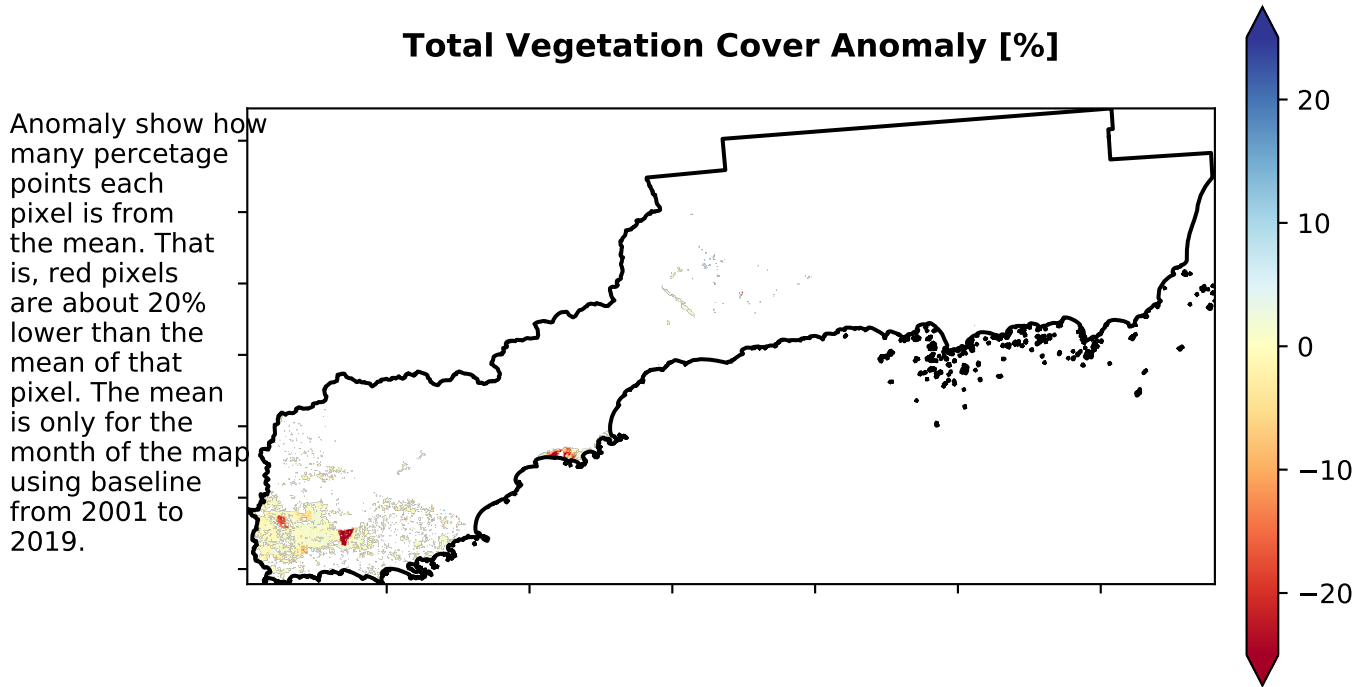 Total Vegetation Cover Anomaly [%]
Anomaly show how
many percetage
points each
pixel is from
the mean. That
is, red pixels
are about 20%
lower than the
mean of that
pixel. The mean
is only for the
month of the map
using baseline
from 2001 to
2019.
20
10
0
−10
−20